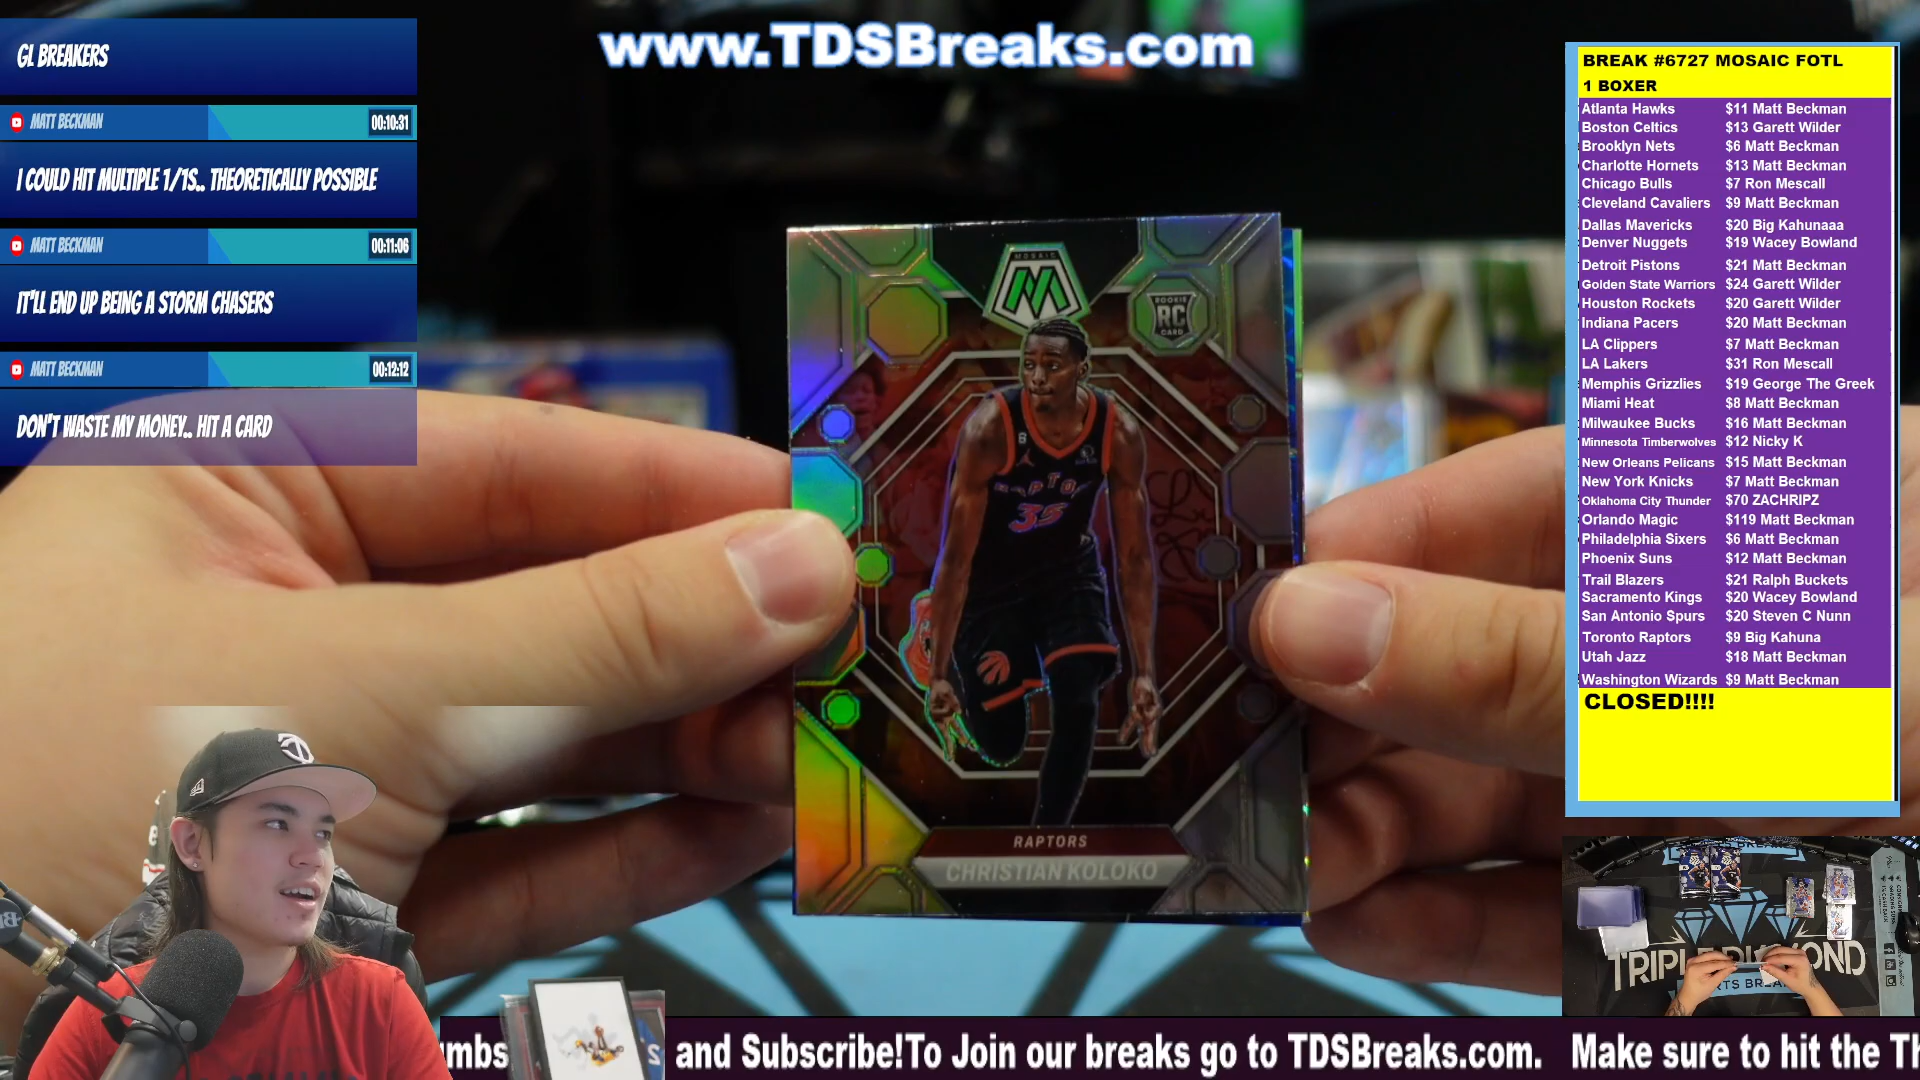 www.TDSBreaks.com
GL BREAKERS
MATT BECKMAN 00:10:31
I COULD HIT MULTIPLE 1/1S.. THEORETICALLY POSSIBLE
MATT BECKMAN 00:11:06
IT'LL END UP BEING A STORM CHASERS
MATT BECKMAN 00:12:12
DON'T WASTE MY MONEY.. HIT A CARD
MOSAIC
ROOKIE
RC
CARD
6
35
RAPTORS
CHRISTIAN KOLOKO
BREAK #6727 MOSAIC FOTL
1 BOXER
Atlanta Hawks $11 Matt Beckman
Boston Celtics $13 Garett Wilder
Brooklyn Nets $6 Matt Beckman
Charlotte Hornets $13 Matt Beckman
Chicago Bulls $7 Ron Mescall
Cleveland Cavaliers $9 Matt Beckman
Dallas Mavericks $20 Big Kahunaaa
Denver Nuggets $19 Wacey Bowland
Detroit Pistons $21 Matt Beckman
Golden State Warriors $24 Garett Wilder
Houston Rockets $20 Garett Wilder
Indiana Pacers $20 Matt Beckman
LA Clippers $7 Matt Beckman
LA Lakers $31 Ron Mescall
Memphis Grizzlies $19 George The Greek
Miami Heat $8 Matt Beckman
Milwaukee Bucks $16 Matt Beckman
Minnesota Timberwolves $12 Nicky K
New Orleans Pelicans $15 Matt Beckman
New York Knicks $7 Matt Beckman
Oklahoma City Thunder $70 ZACHRIPZ
Orlando Magic $119 Matt Beckman
Philadelphia Sixers $6 Matt Beckman
Phoenix Suns $12 Matt Beckman
Trail Blazers $21 Ralph Buckets
Sacramento Kings $20 Wacey Bowland
San Antonio Spurs $20 Steven C Nunn
Toronto Raptors $9 Big Kahuna
Utah Jazz $18 Matt Beckman
Washington Wizards $9 Matt Beckman
CLOSED!!!!
mbs and Subscribe!To Join our breaks go to TDSBreaks.com. Make sure to hit the Th